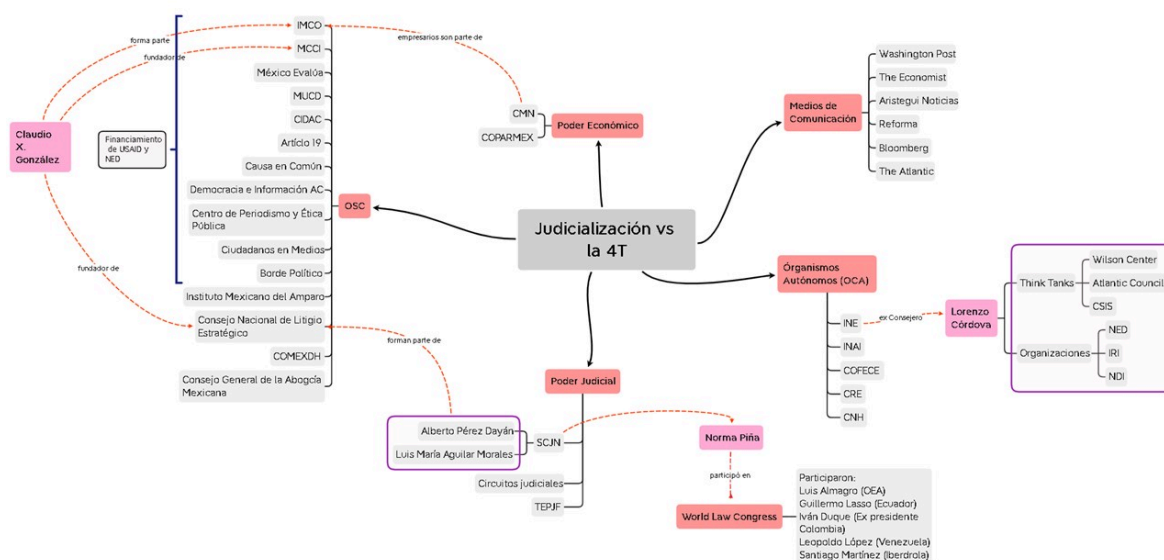 Judicialización vs
la 4T
OSC
IMCO
MCCI
México Evalúa
MUCD
CIDAC
Artíclo 19
Causa en Común
Democracia e Información AC
Centro de Periodismo y Ética
Pública
Ciudadanos en Medios
Borde Político
Instituto Mexicano del Amparo
Consejo Nacional de Litigio
Estratégico
COMEXDH
Consejo General de la Abogcía
Mexicana
Claudio
X.
González
forma parte
fundador de
fundador de
Financiamiento
de USAID y
NED
empresarios son parte de
Poder Económico
CMN
COPARMEX
Medios de
Comunicación
Washington Post
The Economist
Aristegui Noticias
Reforma
Bloomberg
The Atlantic
Órganismos
Autónomos (OCA)
INE
INAI
COFECE
CRE
CNH
ex Consejero
Lorenzo
Córdova
Think Tanks
Wilson Center
Atlantic Council
CSIS
Organizaciones
NED
IRI
NDI
Poder Judicial
SCJN
Alberto Pérez Dayán
Luis María Aguilar Morales
forman parte de
Circuitos judiciales
TEPJF
Norma Piña
participó en
World Law Congress
Participaron:
Luis Almagro (OEA)
Guillermo Lasso (Ecuador)
Iván Duque (Ex presidente
Colombia)
Leopoldo López (Venezuela)
Santiago Martínez (Iberdrola)